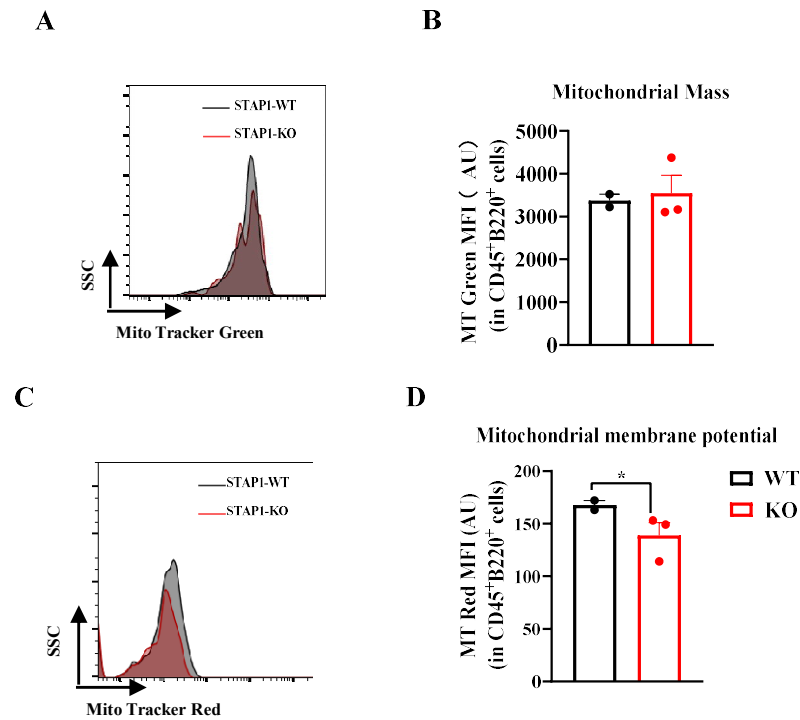 A
STAP1-WT
STAP1-KO
SSC
Mito Tracker Green
B
Mitochondrial Mass
MT Green MFI（ AU）
(in CD45⁺B220⁺ cells)
5000
4000
3000
2000
1000
0
C
STAP1-WT
STAP1-KO
SSC
Mito Tracker Red
D
Mitochondrial membrane potential
MT Red MFI (AU)
(in CD45⁺B220⁺ cells)
200
150
100
50
0
*
WT
KO